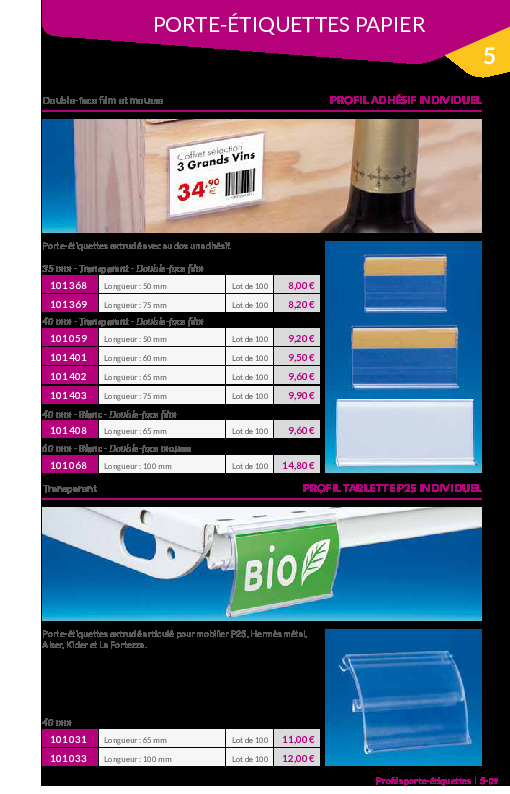 PORTE-ÉTIQUETTES PAPIER
5
Double-face film et mousse
PROFIL ADHÉSIF INDIVIDUEL
Coffret sélection
3 Grands Vins
34,90 €
Porte-étiquettes extrudé avec au dos un adhésif.
35 mm - Transparent - Double-face film
101368 Longueur : 50 mm Lot de 100 8,00 €
101369 Longueur : 75 mm Lot de 100 8,20 €
40 mm - Transparent - Double-face film
101059 Longueur : 50 mm Lot de 100 9,20 €
101401 Longueur : 60 mm Lot de 100 9,50 €
101402 Longueur : 65 mm Lot de 100 9,60 €
101403 Longueur : 75 mm Lot de 100 9,90 €
40 mm - Blanc - Double-face film
101408 Longueur : 65 mm Lot de 100 9,60 €
60 mm - Blanc - Double-face mousse
101068 Longueur : 100 mm Lot de 100 14,80 €
Transparent
PROFIL TABLETTE P25 INDIVIDUEL
BIO
Porte-étiquettes extrudé articulé pour mobilier P25, Hermès métal,
Alser, Kider et La Fortezza.
40 mm
101031 Longueur : 65 mm Lot de 100 11,00 €
101033 Longueur : 100 mm Lot de 100 12,00 €
Profils porte-étiquettes | 5-09